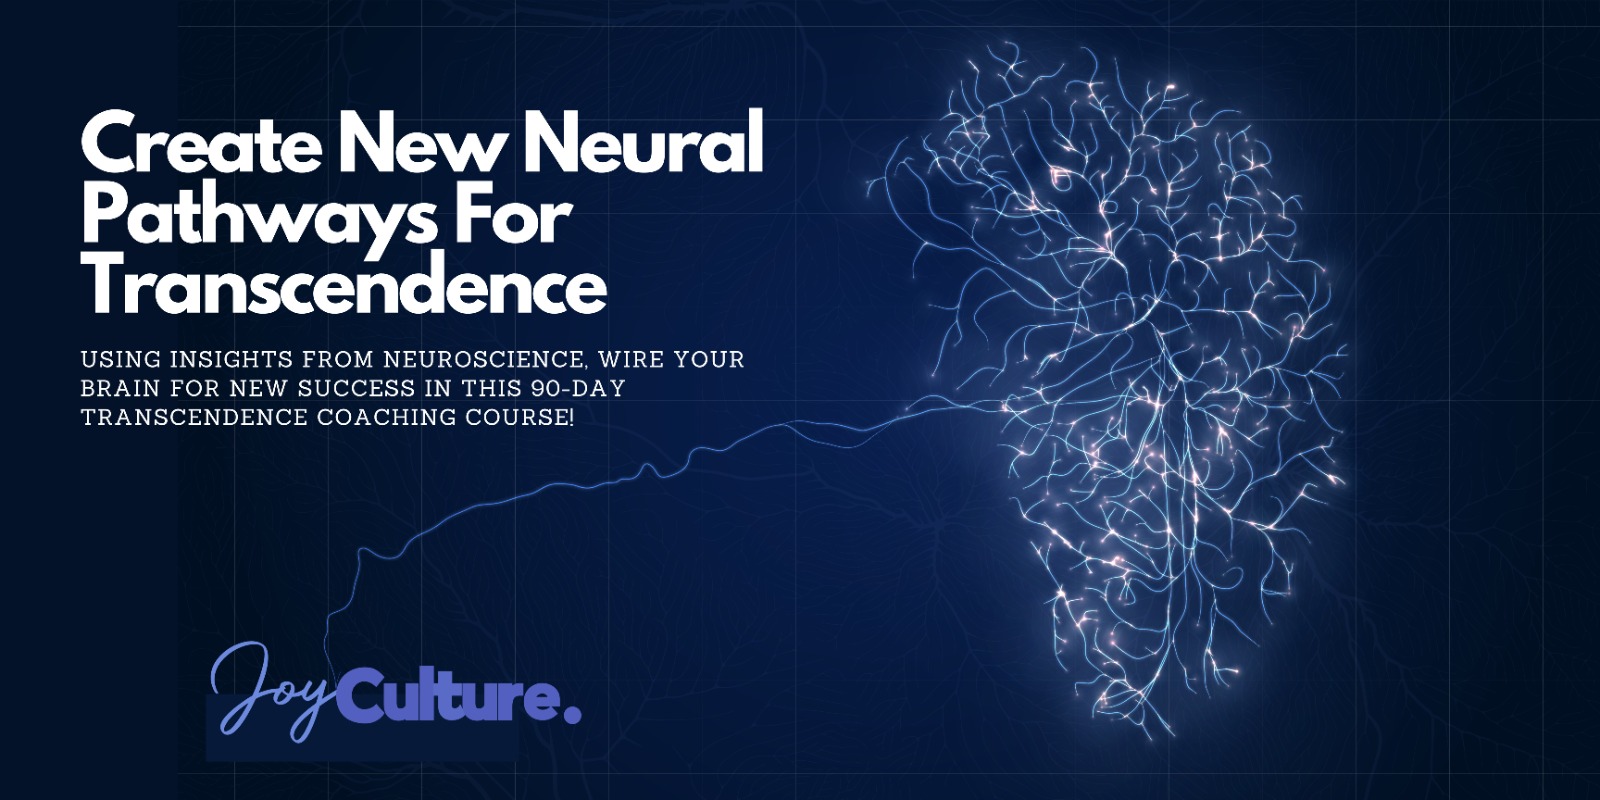 Create New Neural
Pathways For
Transcendence
USING INSIGHTS FROM NEUROSCIENCE, WIRE YOUR
BRAIN FOR NEW SUCCESS IN THIS 90-DAY
TRANSCENDENCE COACHING COURSE!
JoyCulture.